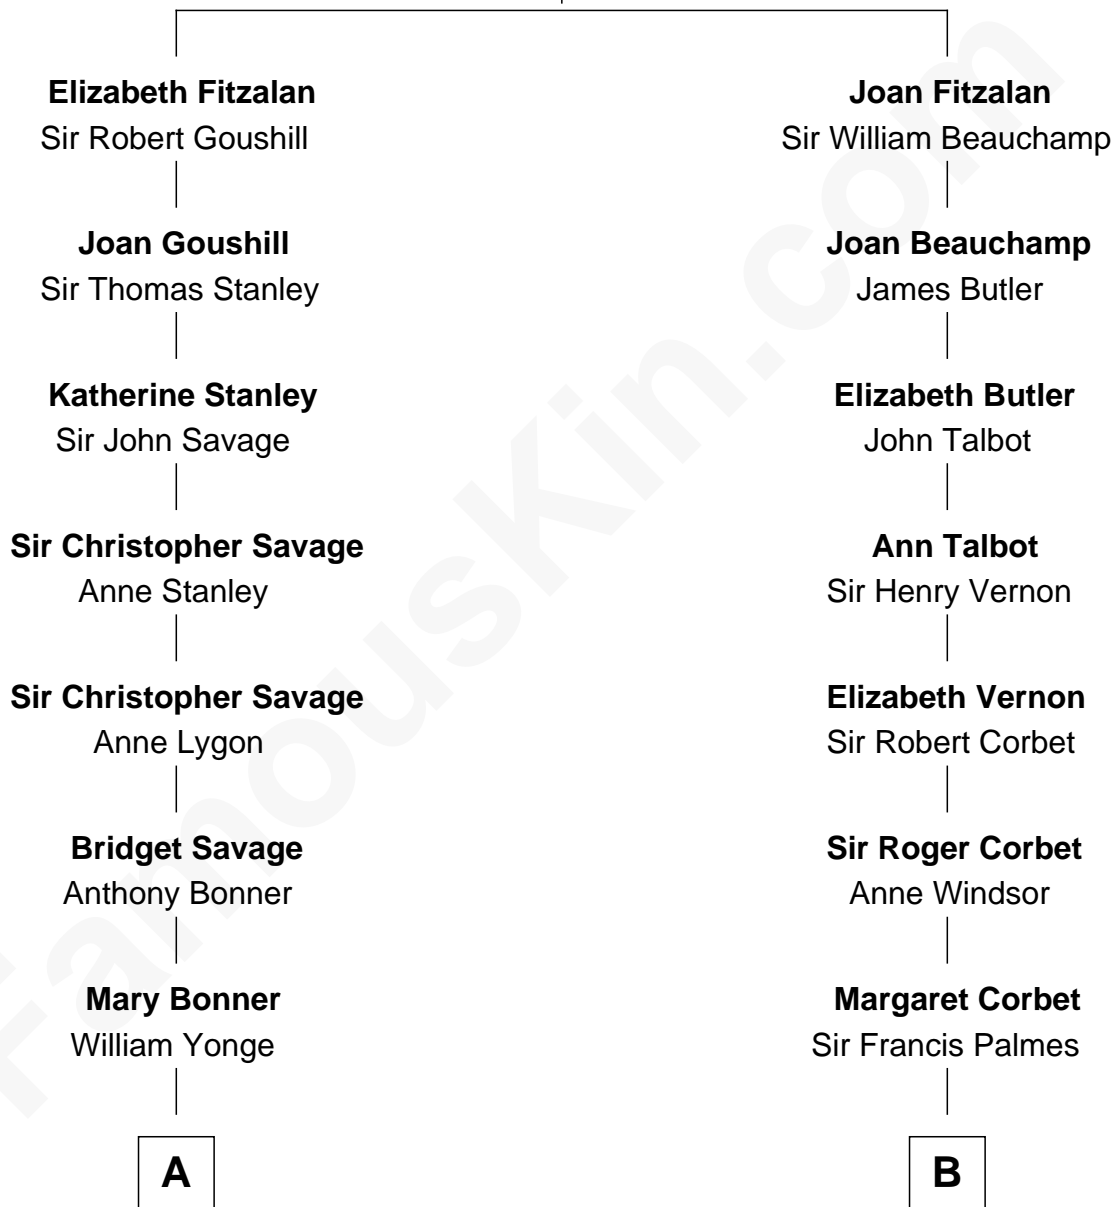 Elizabeth Fitzalan
Sir Robert Goushill
Joan Goushill
Sir Thomas Stanley
Katherine Stanley
Sir John Savage
Sir Christopher Savage
Anne Stanley
Sir Christopher Savage
Anne Lygon
Bridget Savage
Anthony Bonner
Mary Bonner
William Yonge
A
Joan Fitzalan
Sir William Beauchamp
Joan Beauchamp
James Butler
Elizabeth Butler
John Talbot
Ann Talbot
Sir Henry Vernon
Elizabeth Vernon
Sir Robert Corbet
Sir Roger Corbet
Anne Windsor
Margaret Corbet
Sir Francis Palmes
B
FamousKin.com